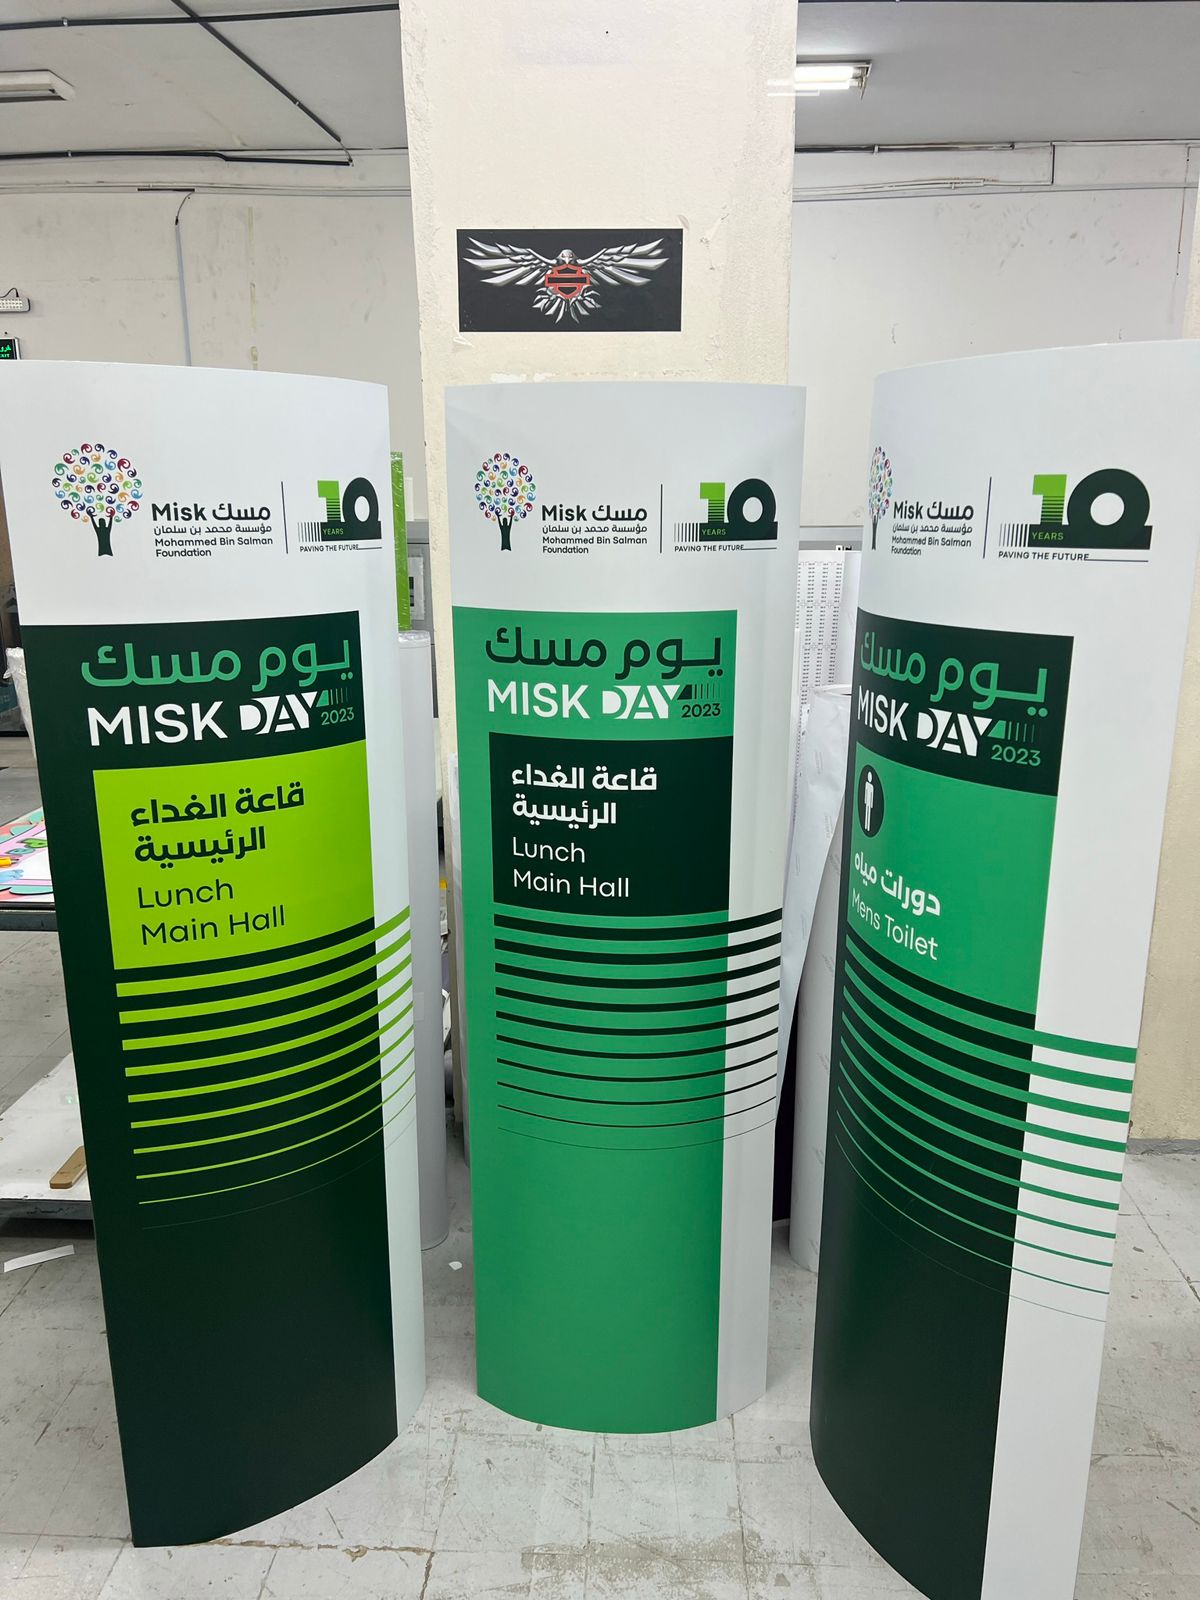 Misk مسك
مؤسسة محمد بن سلمان
Mohammed Bin Salman
Foundation
10
YEARS
PAVING THE FUTURE
يوم مسك
MISK DAY
2023
قاعة الغداء
الرئيسية
Lunch
Main Hall
Misk مسك
مؤسسة محمد بن سلمان
Mohammed Bin Salman
Foundation
10
YEARS
PAVING THE FUTURE
يوم مسك
MISK DAY
2023
قاعة الغداء
الرئيسية
Lunch
Main Hall
Misk مسك
مؤسسة محمد بن سلمان
Mohammed Bin Salman
Foundation
10
YEARS
PAVING THE FUTURE
يوم مسك
MISK DAY
2023
دورات مياه
Mens Toilet